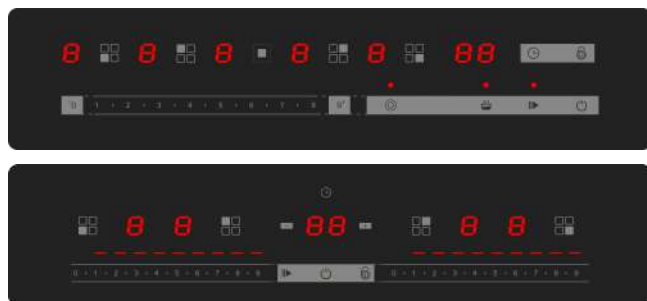 8 8 8 8 8 88
0 1 • 2 • 3 • 4 • 5 • 6 • 7 • 8 9
8 8 88 8 8
0 • 1 • 2 • 3 • 4 • 5 • 6 • 7 • 8 • 9 0 • 1 • 2 • 3 • 4 • 5 • 6 • 7 • 8 • 9